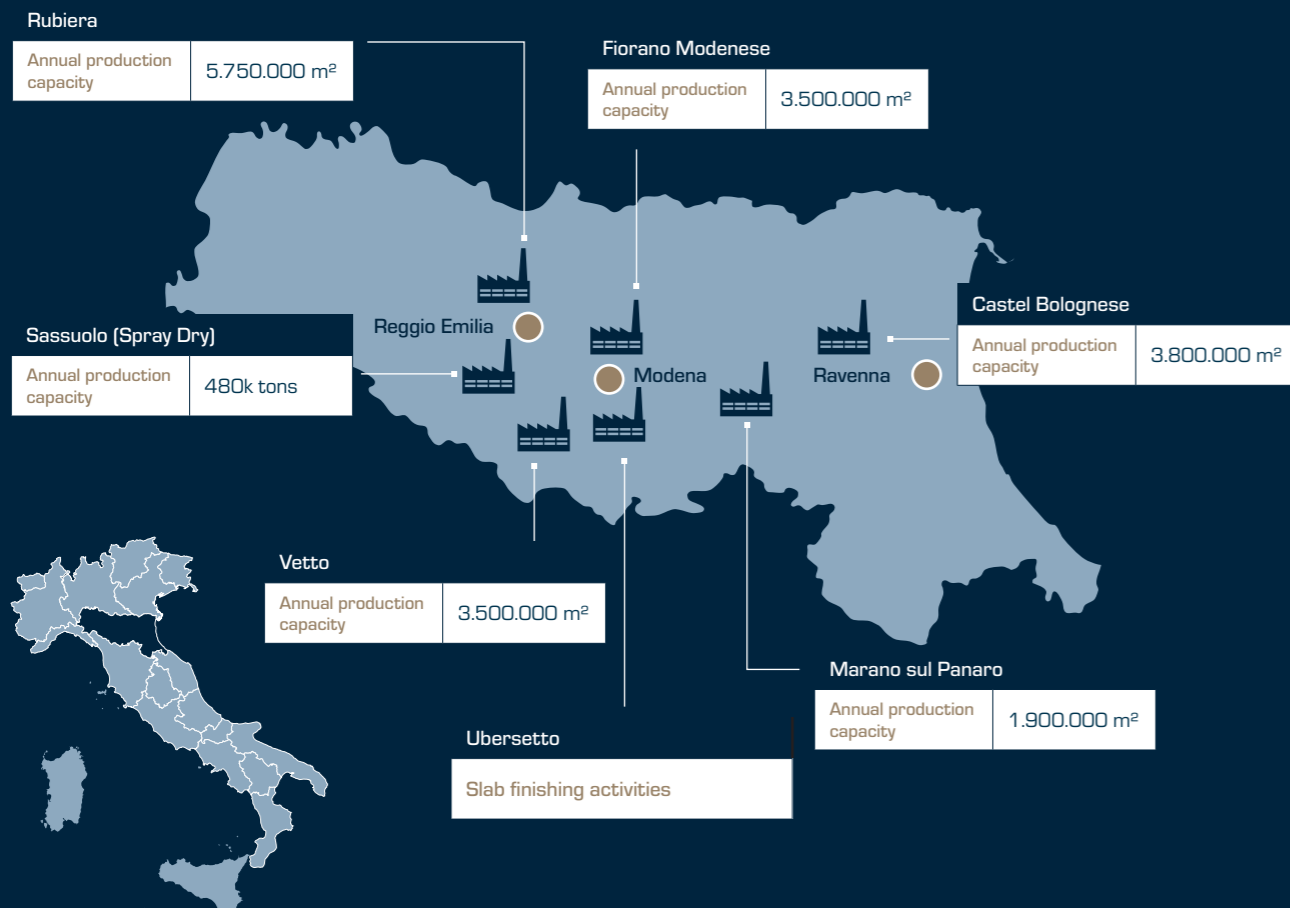 Rubiera
Annual production
capacity
5.750.000 m²
Fiorano Modenese
Annual production
capacity
3.500.000 m²
Castel Bolognese
Annual production
capacity
3.800.000 m²
Reggio Emilia
Sassuolo (Spray Dry)
Annual production
capacity
480k tons
Modena
Ravenna
Vetto
Annual production
capacity
3.500.000 m²
Marano sul Panaro
Annual production
capacity
1.900.000 m²
Ubersetto
Slab finishing activities